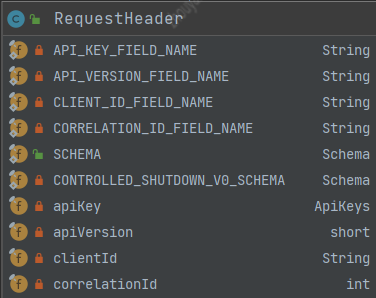 C RequestHeader
f API_KEY_FIELD_NAME String
f API_VERSION_FIELD_NAME String
f CLIENT_ID_FIELD_NAME String
f CORRELATION_ID_FIELD_NAME String
f SCHEMA Schema
f CONTROLLED_SHUTDOWN_V0_SCHEMA Schema
f apiKey ApiKeys
f apiVersion short
f clientId String
f correlationId int